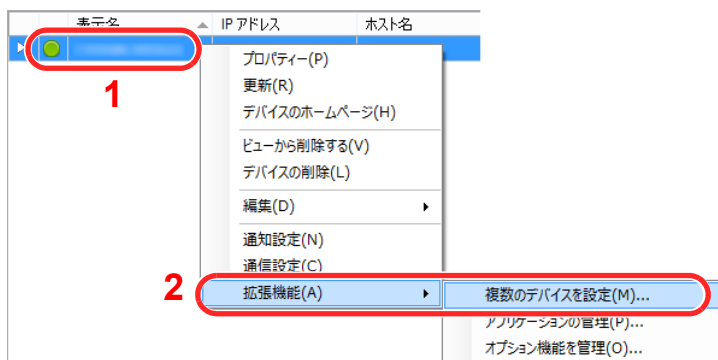 表示名 IP アドレス ホスト名
1
プロパティー(P)
更新(R)
デバイスのホームページ(H)
ビューから削除する(V)
デバイスの削除(L)
編集(D)
通知設定(N)
通信設定(C)
2 拡張機能(A) 複数のデバイスを設定(M)...
アプリケーションの管理(P)...
オプション機能を管理(O)...